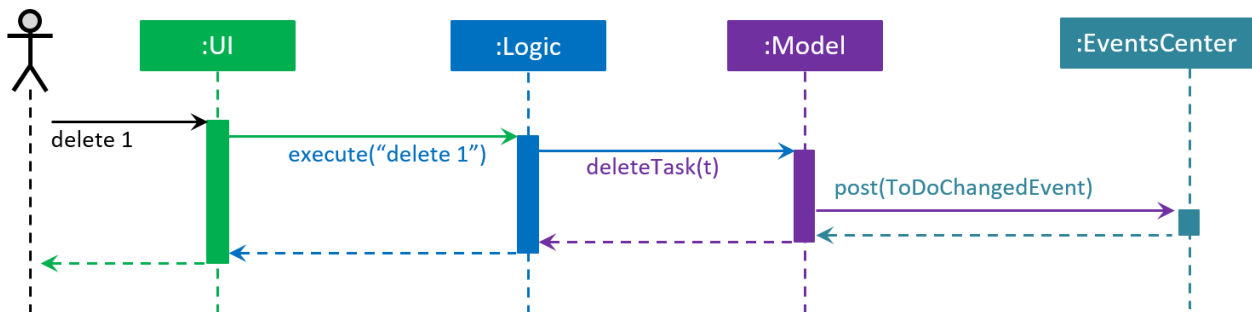 :UI
:Logic
:Model
:EventsCenter
delete 1
execute(“delete 1”)
deleteTask(t)
post(ToDoChangedEvent)